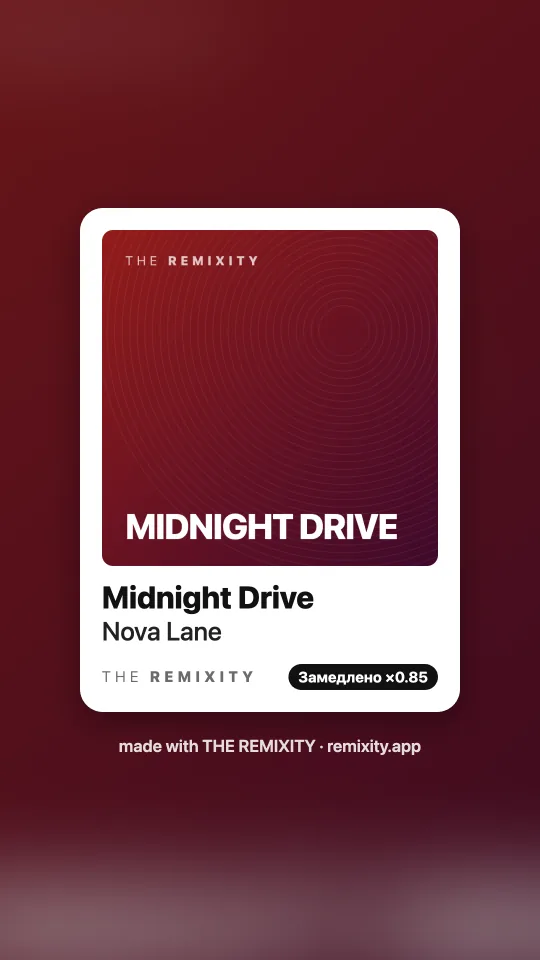 THE REMIXITY
MIDNIGHT DRIVE
Midnight Drive
Nova Lane
THE REMIXITY
Замедлено ×0.85
made with THE REMIXITY · remixity.app